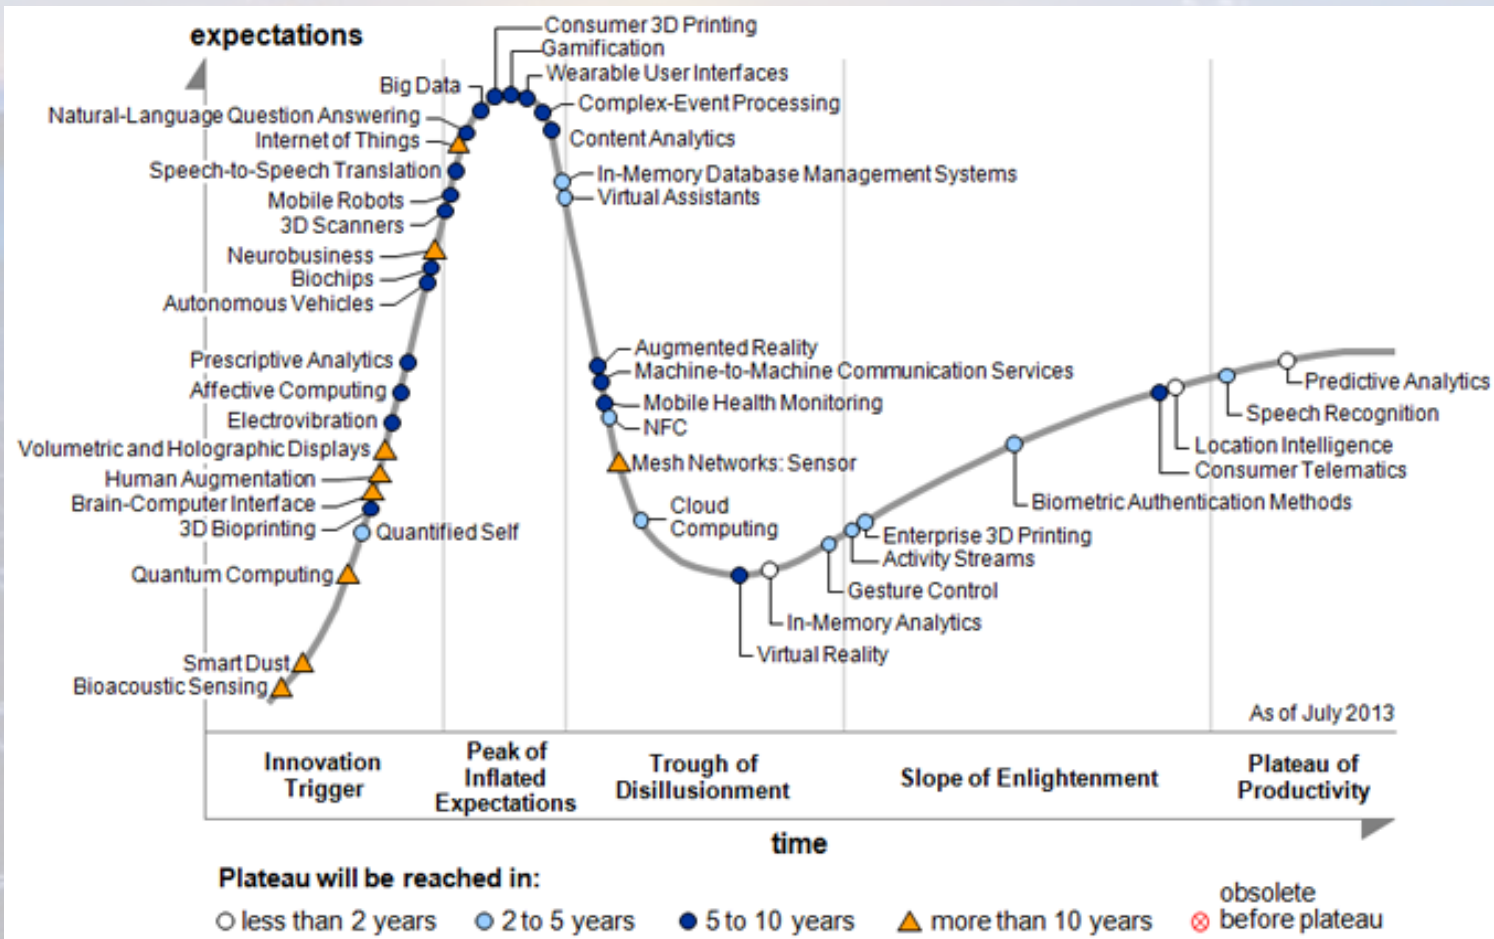 expectations
Consumer 3D Printing
Gamification
Wearable User Interfaces
Big Data
Complex-Event Processing
Natural-Language Question Answering
Content Analytics
Internet of Things
Speech-to-Speech Translation
In-Memory Database Management Systems
Mobile Robots
Virtual Assistants
3D Scanners
Neurobusiness
Biochips
Autonomous Vehicles
Augmented Reality
Prescriptive Analytics
Machine-to-Machine Communication Services
Affective Computing
Mobile Health Monitoring
Electrovibration
NFC
Volumetric and Holographic Displays
Mesh Networks: Sensor
Human Augmentation
Brain-Computer Interface
3D Bioprinting
Quantified Self
Cloud
Computing
Quantum Computing
Smart Dust
Bioacoustic Sensing
Predictive Analytics
Speech Recognition
Location Intelligence
Consumer Telematics
Biometric Authentication Methods
Enterprise 3D Printing
Activity Streams
Gesture Control
In-Memory Analytics
Virtual Reality
As of July 2013
Innovation
Trigger
Peak of
Inflated
Expectations
Trough of
Disillusionment
Slope of Enlightenment
Plateau of
Productivity
time
Plateau will be reached in:
less than 2 years
2 to 5 years
5 to 10 years
more than 10 years
obsolete
before plateau